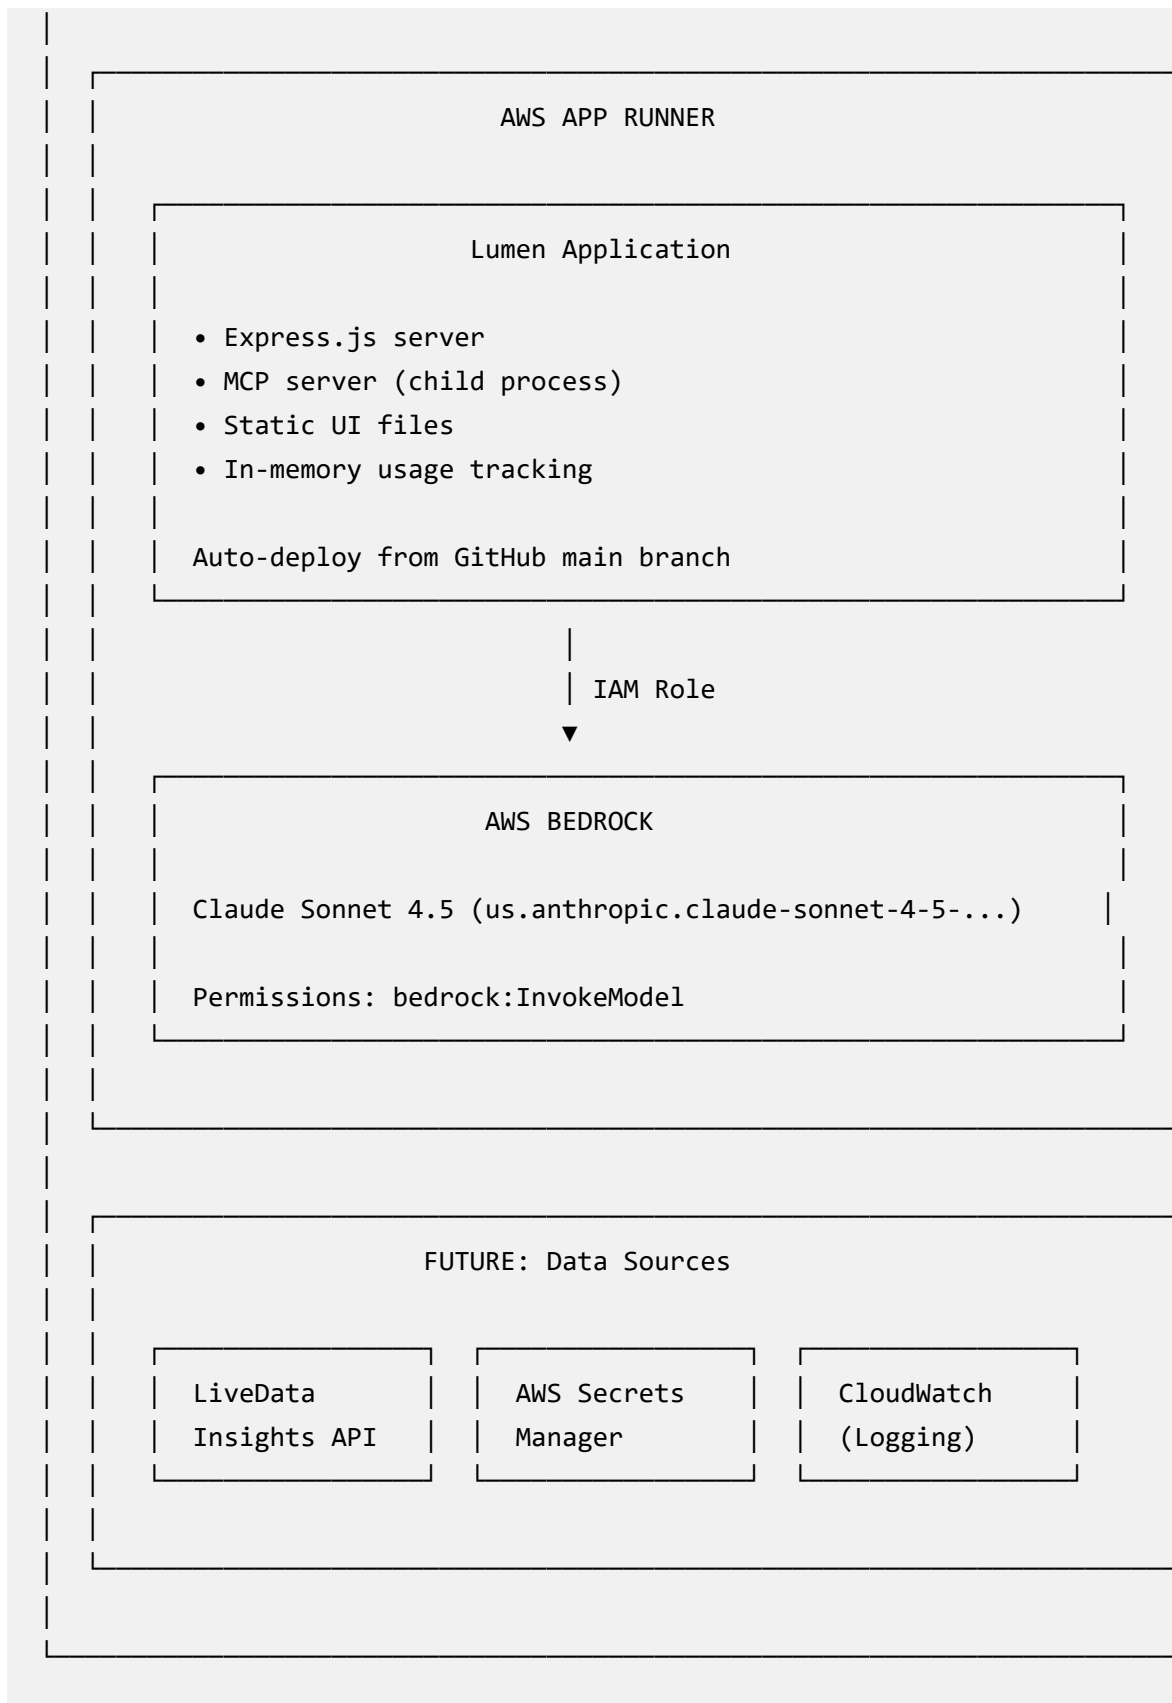 AWS APP RUNNER
Lumen Application
• Express.js server
• MCP server (child process)
• Static UI files
• In-memory usage tracking
Auto-deploy from GitHub main branch
IAM Role
▼
AWS BEDROCK
Claude Sonnet 4.5 (us.anthropic.claude-sonnet-4-5-...)
Permissions: bedrock:InvokeModel
FUTURE: Data Sources
LiveData AWS Secrets CloudWatch
Insights API Manager (Logging)